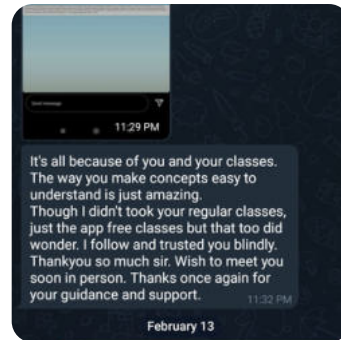 Send message
11:29 PM
It's all because of you and your classes.
The way you make concepts easy to
understand is just amazing.
Though I didn't took your regular classes,
just the app free classes but that too did
wonder. I follow and trusted you blindly.
Thankyou so much sir. Wish to meet you
soon in person. Thanks once again for
your guidance and support.
11:32 PM
February 13